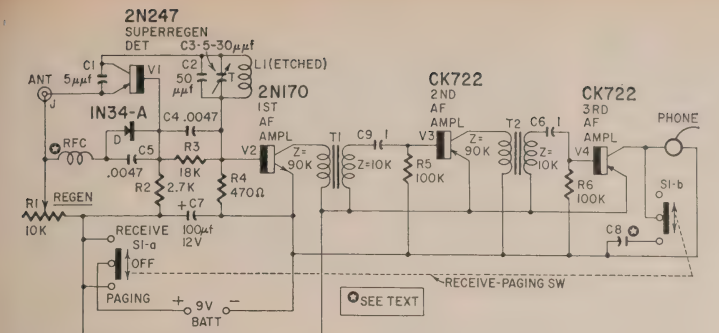 2N247
SUPERREGEN
DET
C3-5-30μμf
C1
5μμf
V1
C2
50
μμf
T
L1(ETCHED)
ANT
J
1N34-A
D
C4 .0047
RFC
C5
.0047
R3
18K
R2
2.7K
R4
470Ω
REGEN
R1
10K
+ C7
100μf
12V
2N170
1ST
AF
AMPL
V2
Z=
90K
T1
Z=10K
C9 .1
R5
100K
CK722
2ND
AF
AMPL
V3
Z=
90K
T2
Z=
10K
C6 .1
R6
100K
CK722
3RD
AF
AMPL
V4
PHONE
S1-b
C8
RECEIVE
S1-a
OFF
PAGING
+ 9V -
BATT
RECEIVE-PAGING SW
SEE TEXT